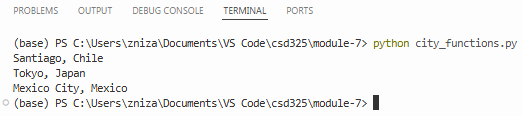 PROBLEMS OUTPUT DEBUG CONSOLE TERMINAL PORTS
(base) PS C:\Users\zniza\Documents\VS Code\csd325\module-7> python city_functions.py
Santiago, Chile
Tokyo, Japan
Mexico City, Mexico
(base) PS C:\Users\zniza\Documents\VS Code\csd325\module-7>